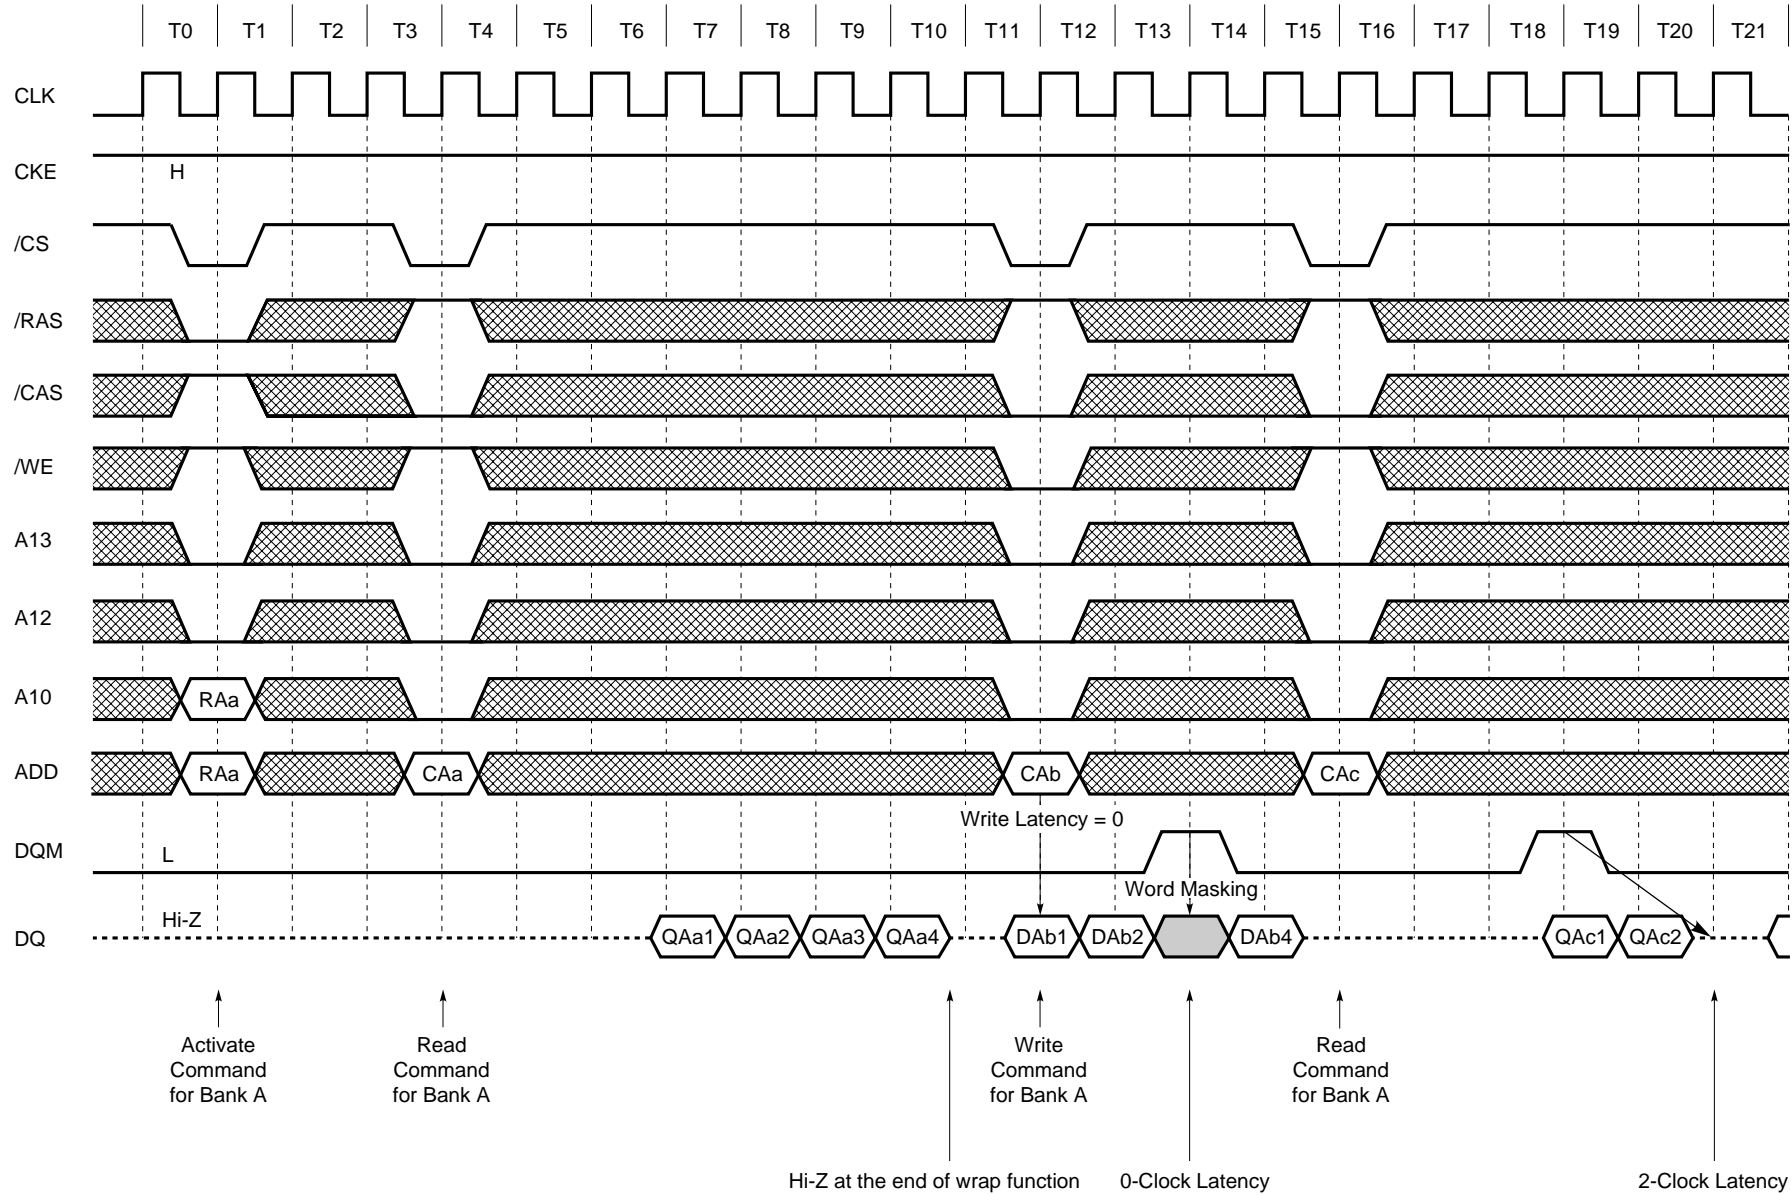 T0 T1 T2 T3 T4 T5 T6 T7 T8 T9 T10 T11 T12 T13 T14 T15 T16 T17 T18 T19 T20 T21
CLK
CKE H
/CS
/RAS
/CAS
/WE
A13
A12
A10 RAa
ADD RAa CAa CAb CAc
Write Latency = 0
DQM L
Word Masking
Hi-Z
DQ QAa1 QAa2 QAa3 QAa4 DAb1 DAb2 DAb4 QAc1 QAc2
Activate
Command
for Bank A
Read
Command
for Bank A
Write
Command
for Bank A
Read
Command
for Bank A
Hi-Z at the end of wrap function
0-Clock Latency
2-Clock Latency